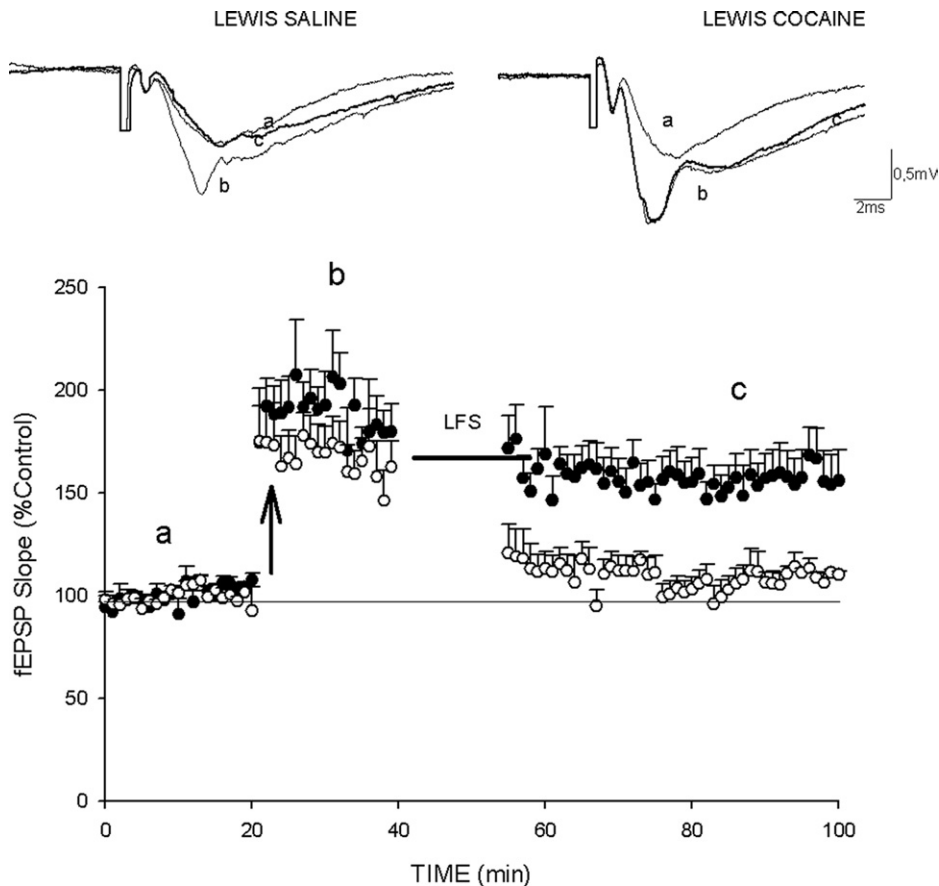 LEWIS SALINE
LEWIS COCAINE
a
c
b
a
c
b
0,5mV
2ms
fEPSP Slope (%Control)
250
200
150
100
50
0
a
b
LFS
c
0
20
40
60
80
100
TIME (min)